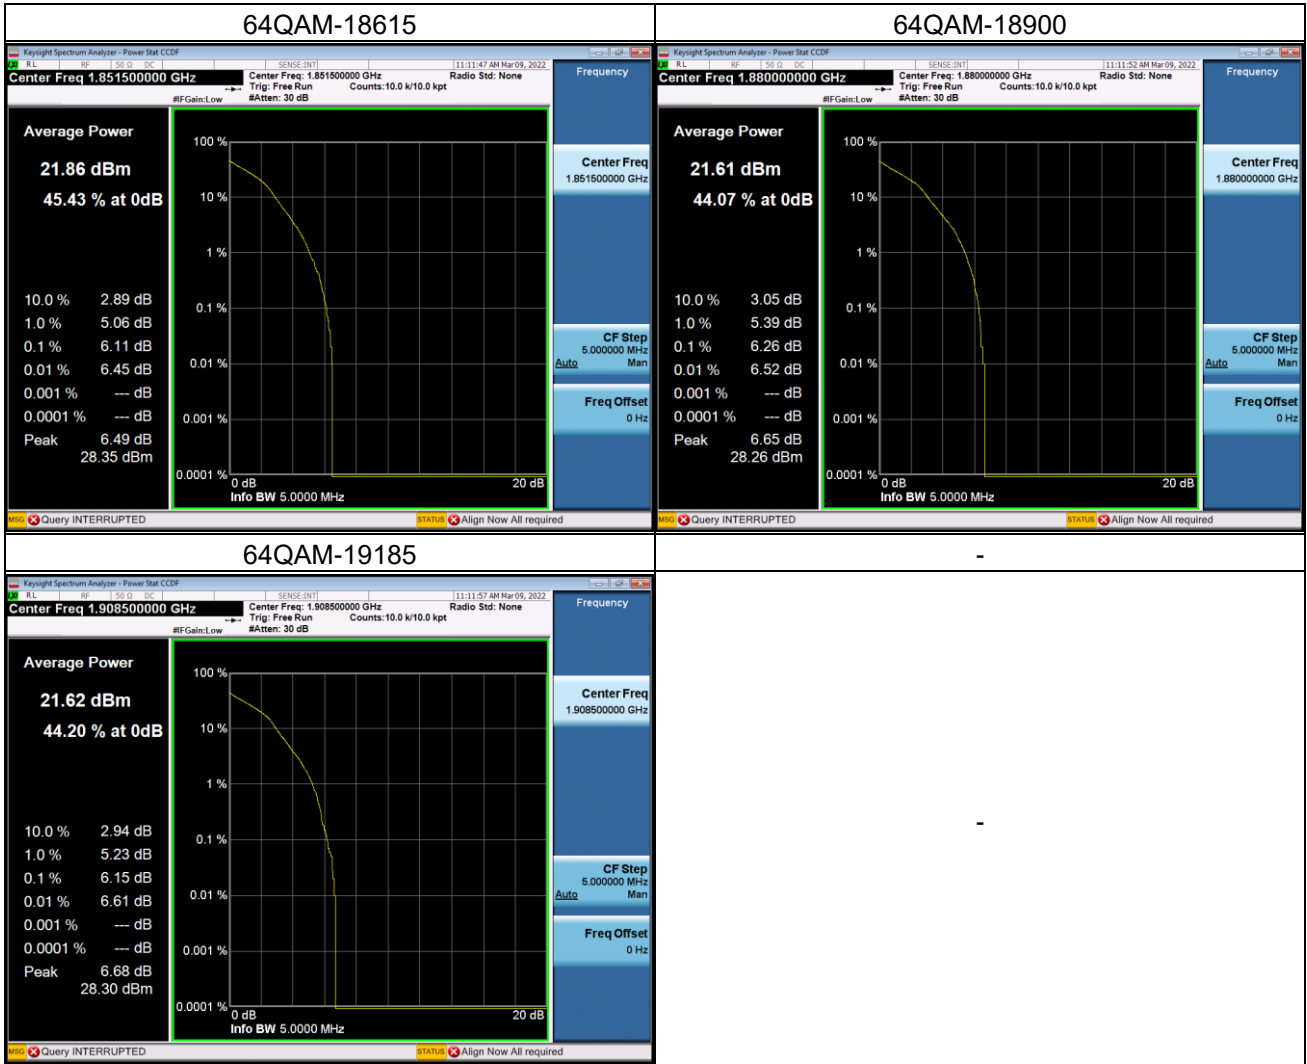 64QAM-18615
Keysight Spectrum Analyzer - Power Stat CCDF
RL RF 50 Ω DC SENSE:INT 11:11:47 AM Mar 09, 2022
Center Freq 1.851500000 GHz
Center Freq: 1.851500000 GHz Radio Std: None
Trig: Free Run Counts:10.0 k/10.0 kpt
#IFGain:Low #Atten: 30 dB
Average Power
21.86 dBm
45.43 % at 0dB
10.0 % 2.89 dB
1.0 % 5.06 dB
0.1 % 6.11 dB
0.01 % 6.45 dB
0.001 % --- dB
0.0001 % --- dB
Peak 6.49 dB
28.35 dBm
100 %
10 %
1 %
0.1 %
0.01 %
0.001 %
0.0001 %
0 dB 20 dB
Info BW 5.0000 MHz
Frequency
Center Freq
1.851500000 GHz
CF Step
5.000000 MHz
Auto Man
Freq Offset
0 Hz
MSG Query INTERRUPTED STATUS Align Now All required
64QAM-18900
Keysight Spectrum Analyzer - Power Stat CCDF
RL RF 50 Ω DC SENSE:INT 11:11:52 AM Mar 09, 2022
Center Freq 1.880000000 GHz
Center Freq: 1.880000000 GHz Radio Std: None
Trig: Free Run Counts:10.0 k/10.0 kpt
#IFGain:Low #Atten: 30 dB
Average Power
21.61 dBm
44.07 % at 0dB
10.0 % 3.05 dB
1.0 % 5.39 dB
0.1 % 6.26 dB
0.01 % 6.52 dB
0.001 % --- dB
0.0001 % --- dB
Peak 6.65 dB
28.26 dBm
100 %
10 %
1 %
0.1 %
0.01 %
0.001 %
0.0001 %
0 dB 20 dB
Info BW 5.0000 MHz
Frequency
Center Freq
1.880000000 GHz
CF Step
5.000000 MHz
Auto Man
Freq Offset
0 Hz
MSG Query INTERRUPTED STATUS Align Now All required
64QAM-19185
Keysight Spectrum Analyzer - Power Stat CCDF
RL RF 50 Ω DC SENSE:INT 11:11:57 AM Mar 09, 2022
Center Freq 1.908500000 GHz
Center Freq: 1.908500000 GHz Radio Std: None
Trig: Free Run Counts:10.0 k/10.0 kpt
#IFGain:Low #Atten: 30 dB
Average Power
21.62 dBm
44.20 % at 0dB
10.0 % 2.94 dB
1.0 % 5.23 dB
0.1 % 6.15 dB
0.01 % 6.61 dB
0.001 % --- dB
0.0001 % --- dB
Peak 6.68 dB
28.30 dBm
100 %
10 %
1 %
0.1 %
0.01 %
0.001 %
0.0001 %
0 dB 20 dB
Info BW 5.0000 MHz
Frequency
Center Freq
1.908500000 GHz
CF Step
5.000000 MHz
Auto Man
Freq Offset
0 Hz
MSG Query INTERRUPTED STATUS Align Now All required
-
-